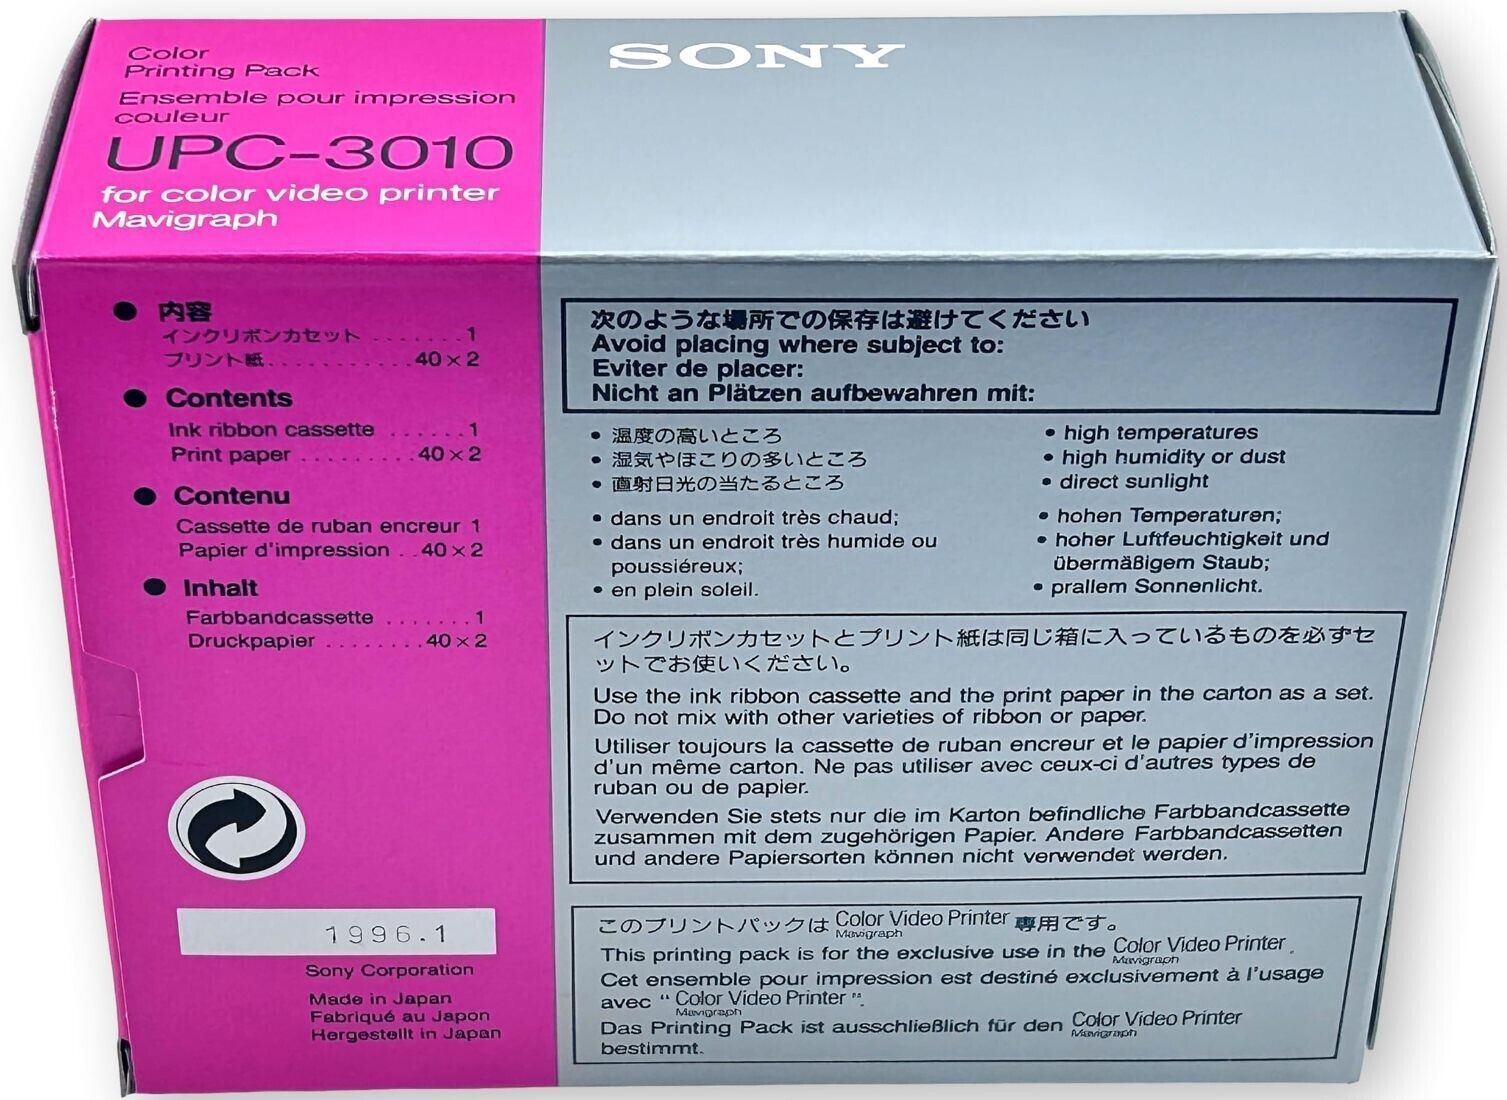 Color
Printing Pack
Ensemble pour impression
couleur
UPC-3010
for color video printer
Mavigraph
SONY
● 内容
インクリボンカセット ....... 1
プリント紙 ............ 40×2
● Contents
Ink ribbon cassette ...... 1
Print paper ......... 40×2
● Contenu
Cassette de ruban encreur 1
Papier d'impression .. 40×2
● Inhalt
Farbbandcassette ....... 1
Druckpapier ........ 40×2
1996.1
Sony Corporation
Made in Japan
Fabriqué au Japon
Hergestellt in Japan
次のような場所での保存は避けてください
Avoid placing where subject to:
Eviter de placer:
Nicht an Plätzen aufbewahren mit:
• 温度の高いところ
• 湿気やほこりの多いところ
• 直射日光の当たるところ
• high temperatures
• high humidity or dust
• direct sunlight
• dans un endroit très chaud;
• dans un endroit très humide ou
poussiéreux;
• en plein soleil.
• hohen Temperaturen;
• hoher Luftfeuchtigkeit und
übermäßigem Staub;
• prallem Sonnenlicht.
インクリボンカセットとプリント紙は同じ箱に入っているものを必ずセ
ットでお使いください。
Use the ink ribbon cassette and the print paper in the carton as a set.
Do not mix with other varieties of ribbon or paper.
Utiliser toujours la cassette de ruban encreur et le papier d'impression
d'un même carton. Ne pas utiliser avec ceux-ci d'autres types de
ruban ou de papier.
Verwenden Sie stets nur die im Karton befindliche Farbbandcassette
zusammen mit dem zugehörigen Papier. Andere Farbbandcassetten
und andere Papiersorten können nicht verwendet werden.
このプリントパックは Color Video Printer 専用です。
Mavigraph
This printing pack is for the exclusive use in the Color Video Printer .
Mavigraph
Cet ensemble pour impression est destiné exclusivement à l'usage
avec “ Color Video Printer ”.
Mavigraph
Das Printing Pack ist ausschließlich für den Color Video Printer
Mavigraph
bestimmt.